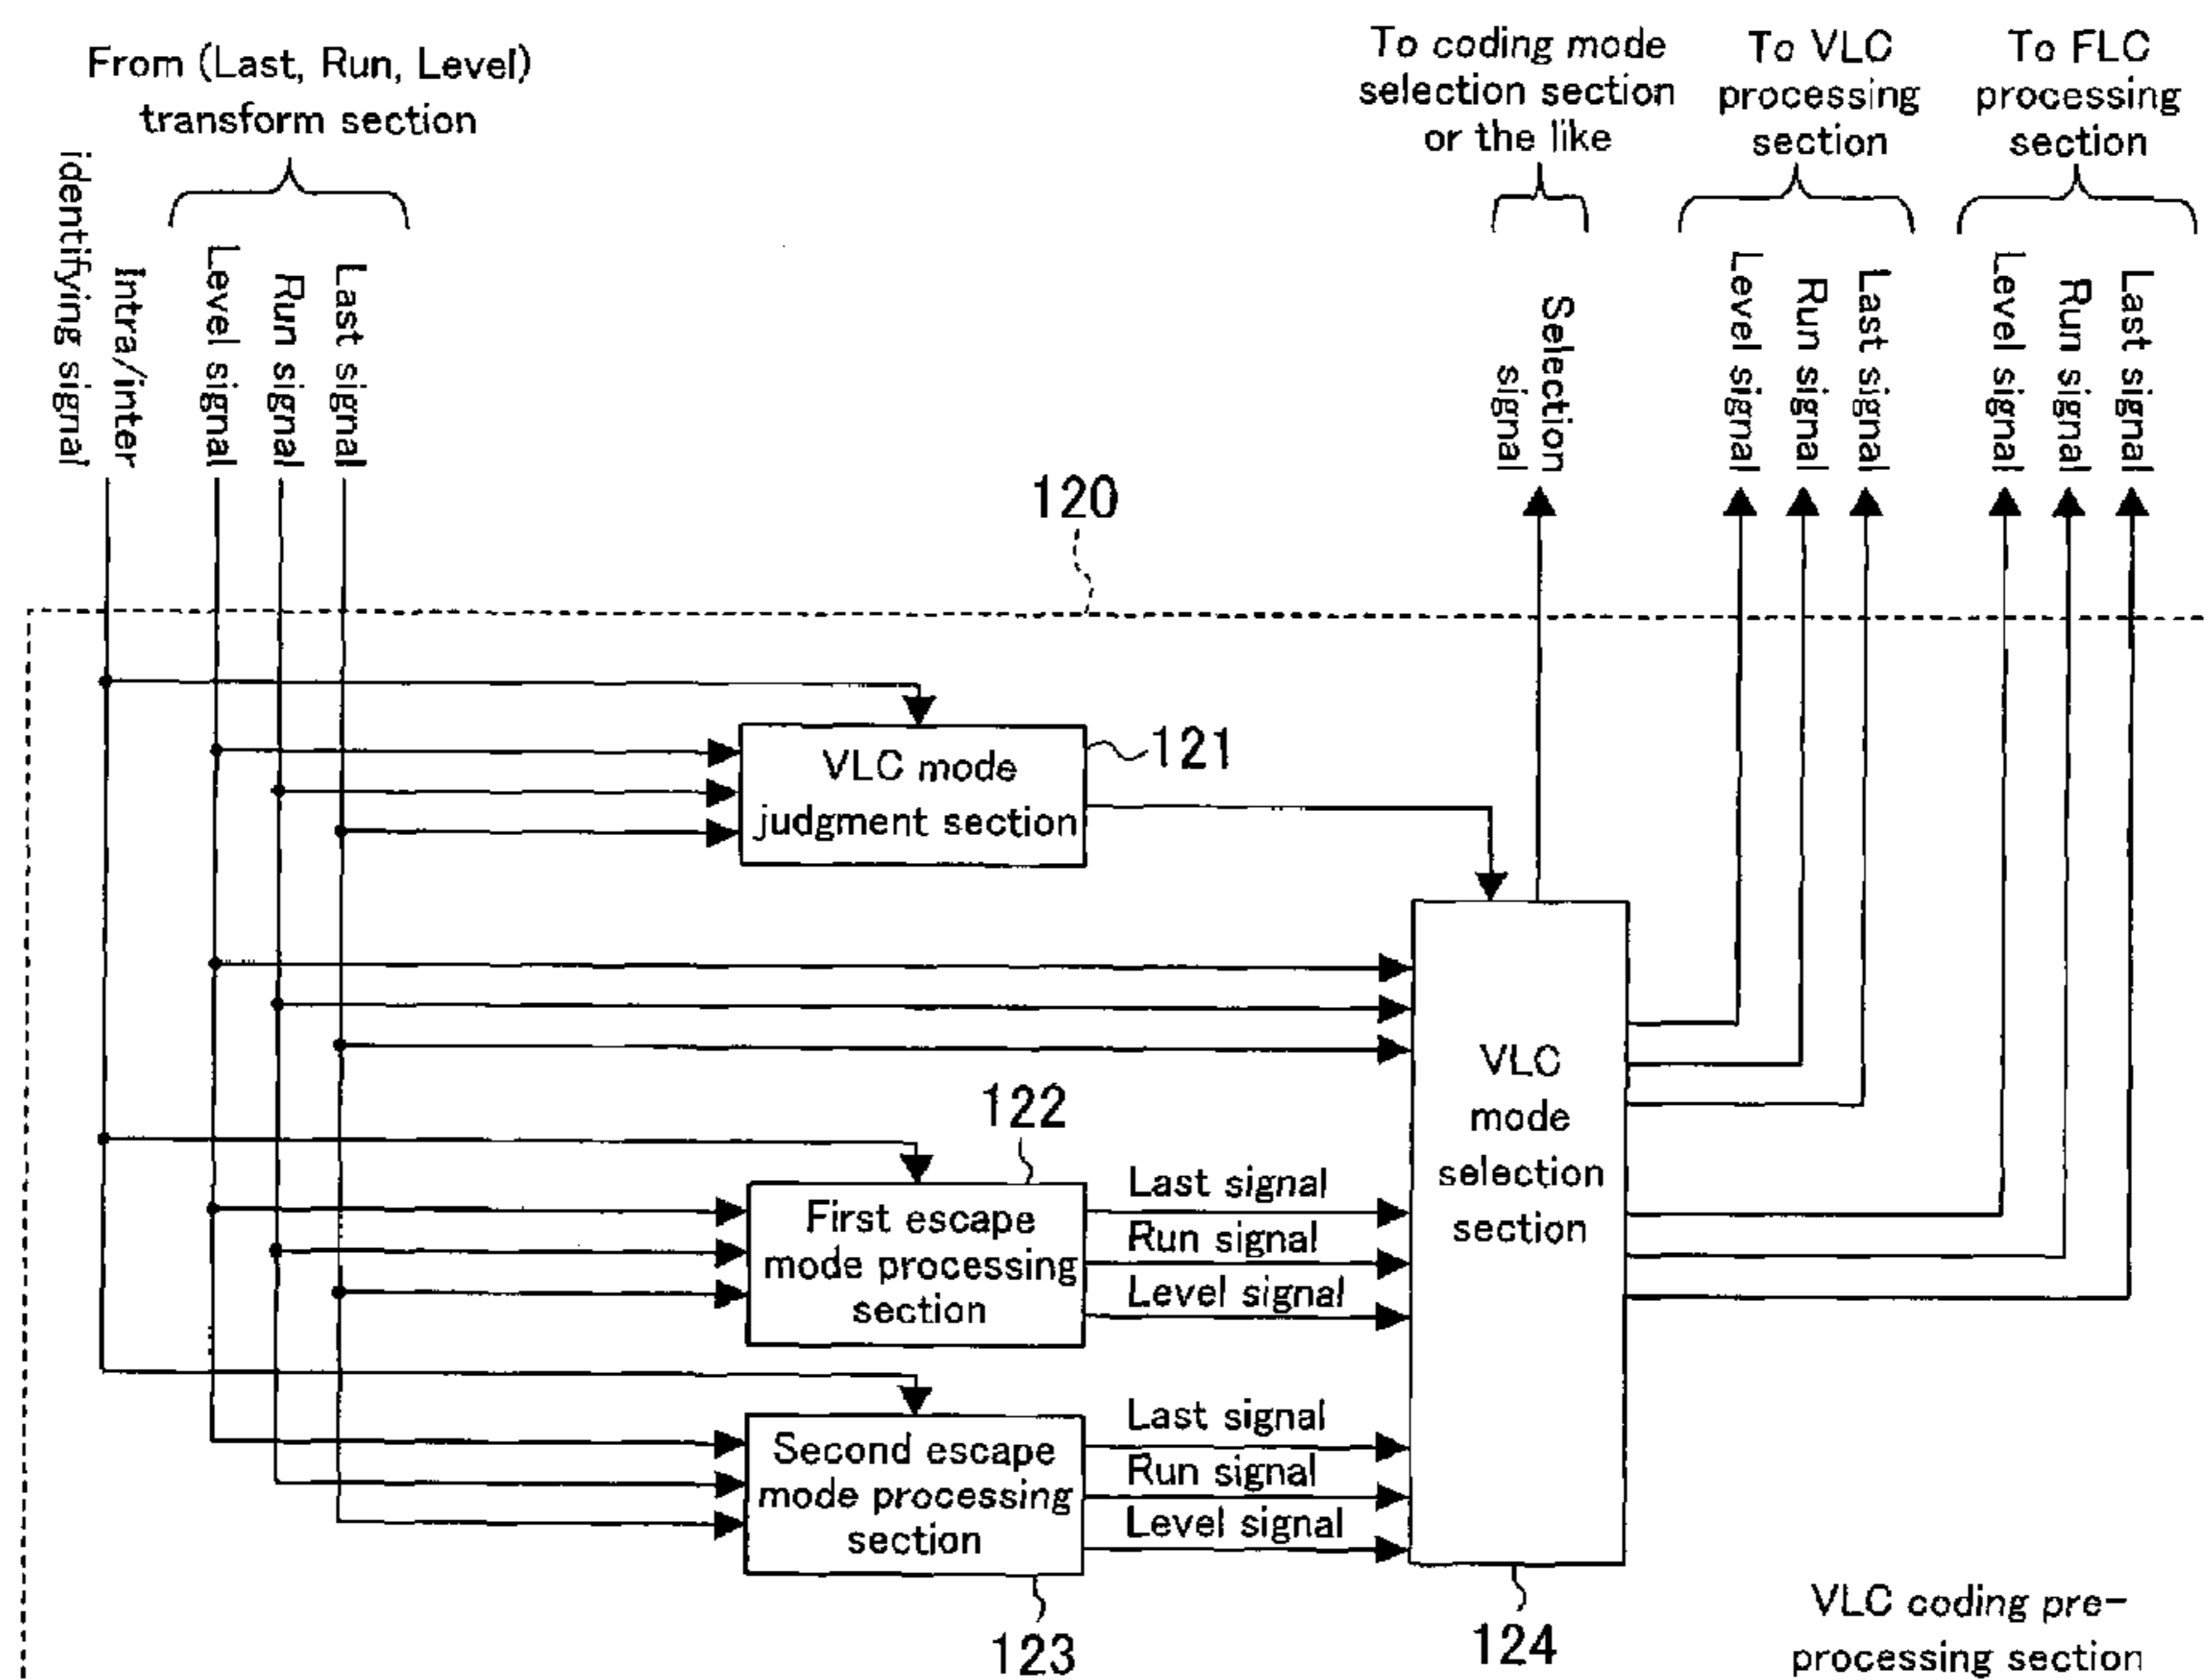 From (Last, Run, Level)
transform section
To coding mode
selection section
or the like
To VLC
processing
section
To FLC
processing
section
Intra/inter
identifying signal
Level signal
Run signal
Last signal
Selection
signal
Level signal
Run signal
Last signal
Level signal
Run signal
Last signal
120
VLC mode
judgment section
121
VLC
mode
selection
section
122
First escape
mode processing
section
Last signal
Run signal
Level signal
Second escape
mode processing
section
Last signal
Run signal
Level signal
123
124
VLC coding pre-
processing section